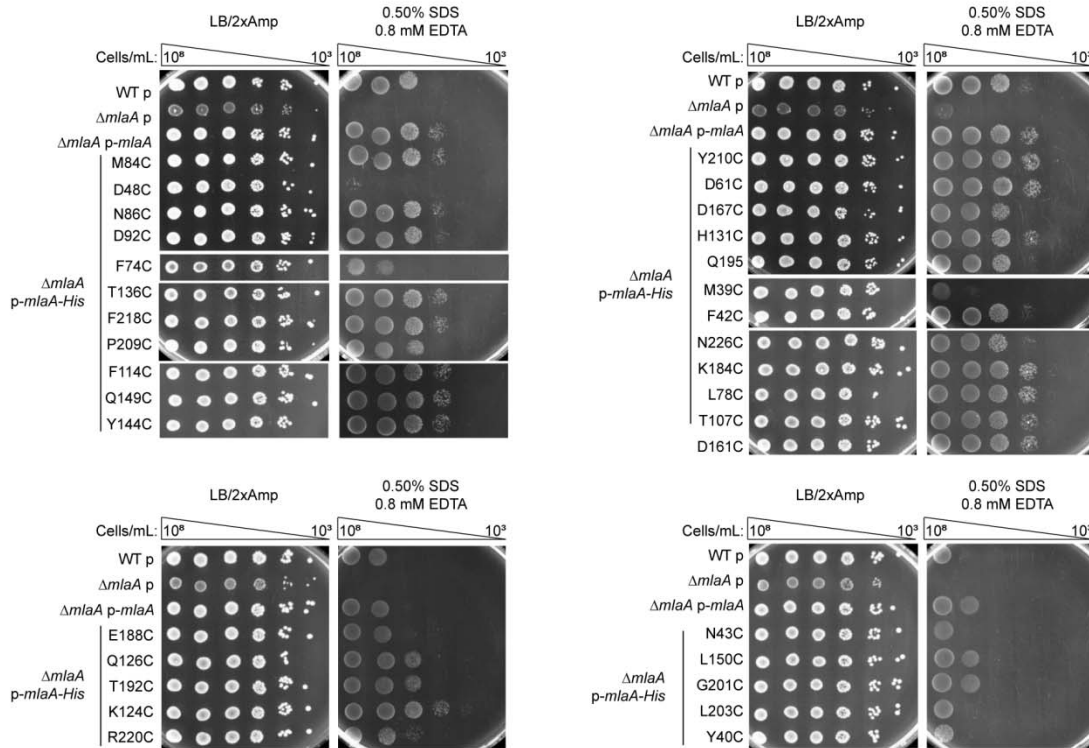 LB/2xAmp
0.50% SDS
0.8 mM EDTA
Cells/mL: 10⁸ 10³ 10⁸ 10³
WT p
ΔmlaA p
ΔmlaA p-mlaA
M84C
D48C
N86C
D92C
F74C
T136C
F218C
P209C
F114C
Q149C
Y144C
ΔmlaA
p-mlaA-His
LB/2xAmp
0.50% SDS
0.8 mM EDTA
Cells/mL: 10⁸ 10³ 10⁸
WT p
ΔmlaA p
ΔmlaA p-mlaA
Y210C
D61C
D167C
H131C
Q195
M39C
F42C
N226C
K184C
L78C
T107C
D161C
ΔmlaA
p-mlaA-His
LB/2xAmp
0.50% SDS
0.8 mM EDTA
Cells/mL: 10⁸ 10³ 10⁸ 10³
WT p
ΔmlaA p
ΔmlaA p-mlaA
E188C
Q126C
T192C
K124C
R220C
ΔmlaA
p-mlaA-His
LB/2xAmp
0.50% SDS
0.8 mM EDTA
Cells/mL: 10⁸ 10³ 10⁸
WT p
ΔmlaA p
ΔmlaA p-mlaA
N43C
L150C
G201C
L203C
Y40C
ΔmlaA
p-mlaA-His